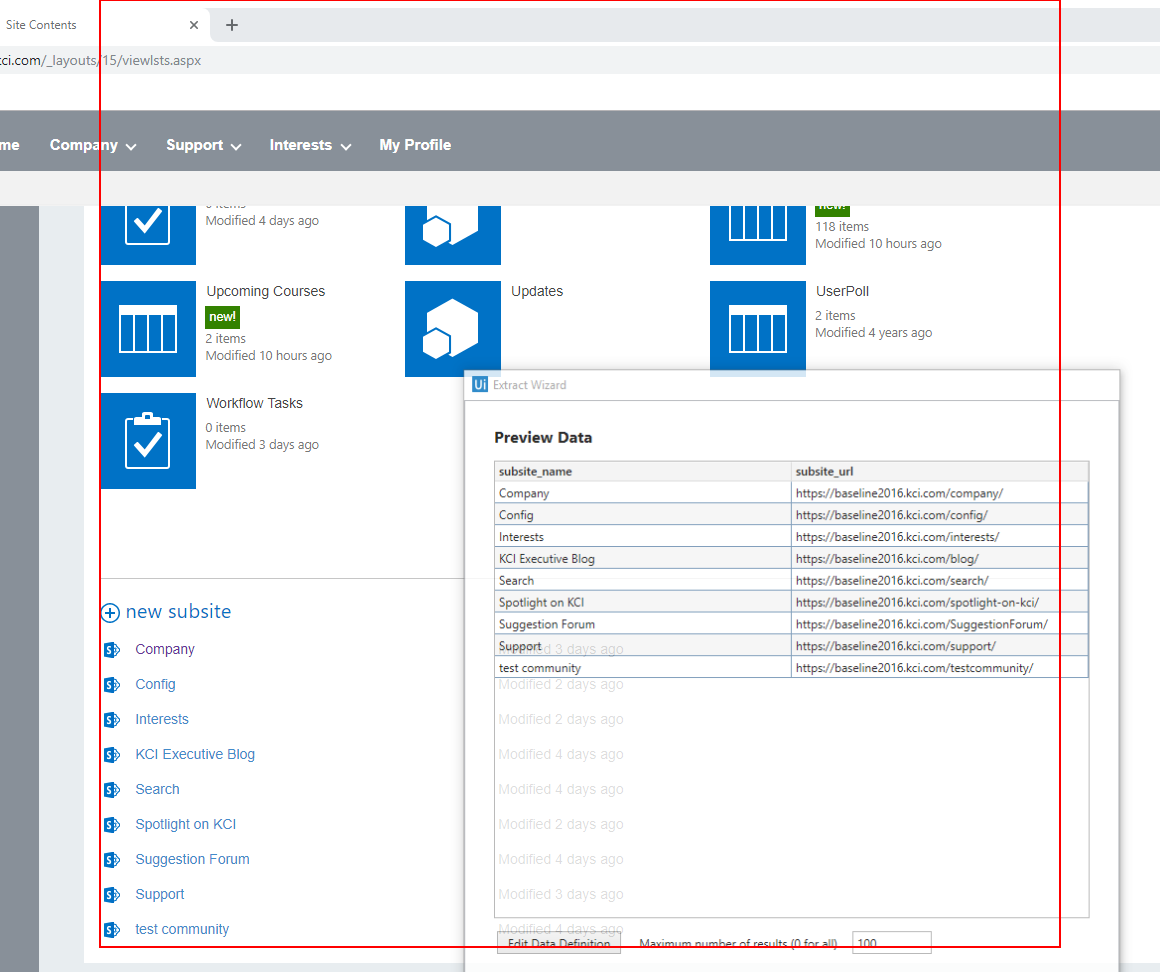 Site Contents
ci.com/_layouts/15/viewlsts.aspx
me Company Support Interests My Profile
Modified 4 days ago
new!
118 items
Modified 10 hours ago
Upcoming Courses
new!
2 items
Modified 10 hours ago
Updates
UserPoll
2 items
Modified 4 years ago
Workflow Tasks
0 items
Modified 3 days ago
new subsite
Company
Config
Interests
KCI Executive Blog
Search
Spotlight on KCI
Suggestion Forum
Support
test community
Ui Extract Wizard
Preview Data
subsite_name subsite_url
Company https://baseline2016.kci.com/company/
Config https://baseline2016.kci.com/config/
Interests https://baseline2016.kci.com/interests/
KCI Executive Blog https://baseline2016.kci.com/blog/
Search https://baseline2016.kci.com/search/
Spotlight on KCI https://baseline2016.kci.com/spotlight-on-kci/
Suggestion Forum https://baseline2016.kci.com/SuggestionForum/
Support https://baseline2016.kci.com/support/
test community https://baseline2016.kci.com/testcommunity/
Modified 3 days ago
Modified 2 days ago
Modified 2 days ago
Modified 4 days ago
Modified 4 days ago
Modified 2 days ago
Modified 4 days ago
Modified 3 days ago
Modified 4 days ago
Edit Data Definition Maximum number of results (0 for all) 100